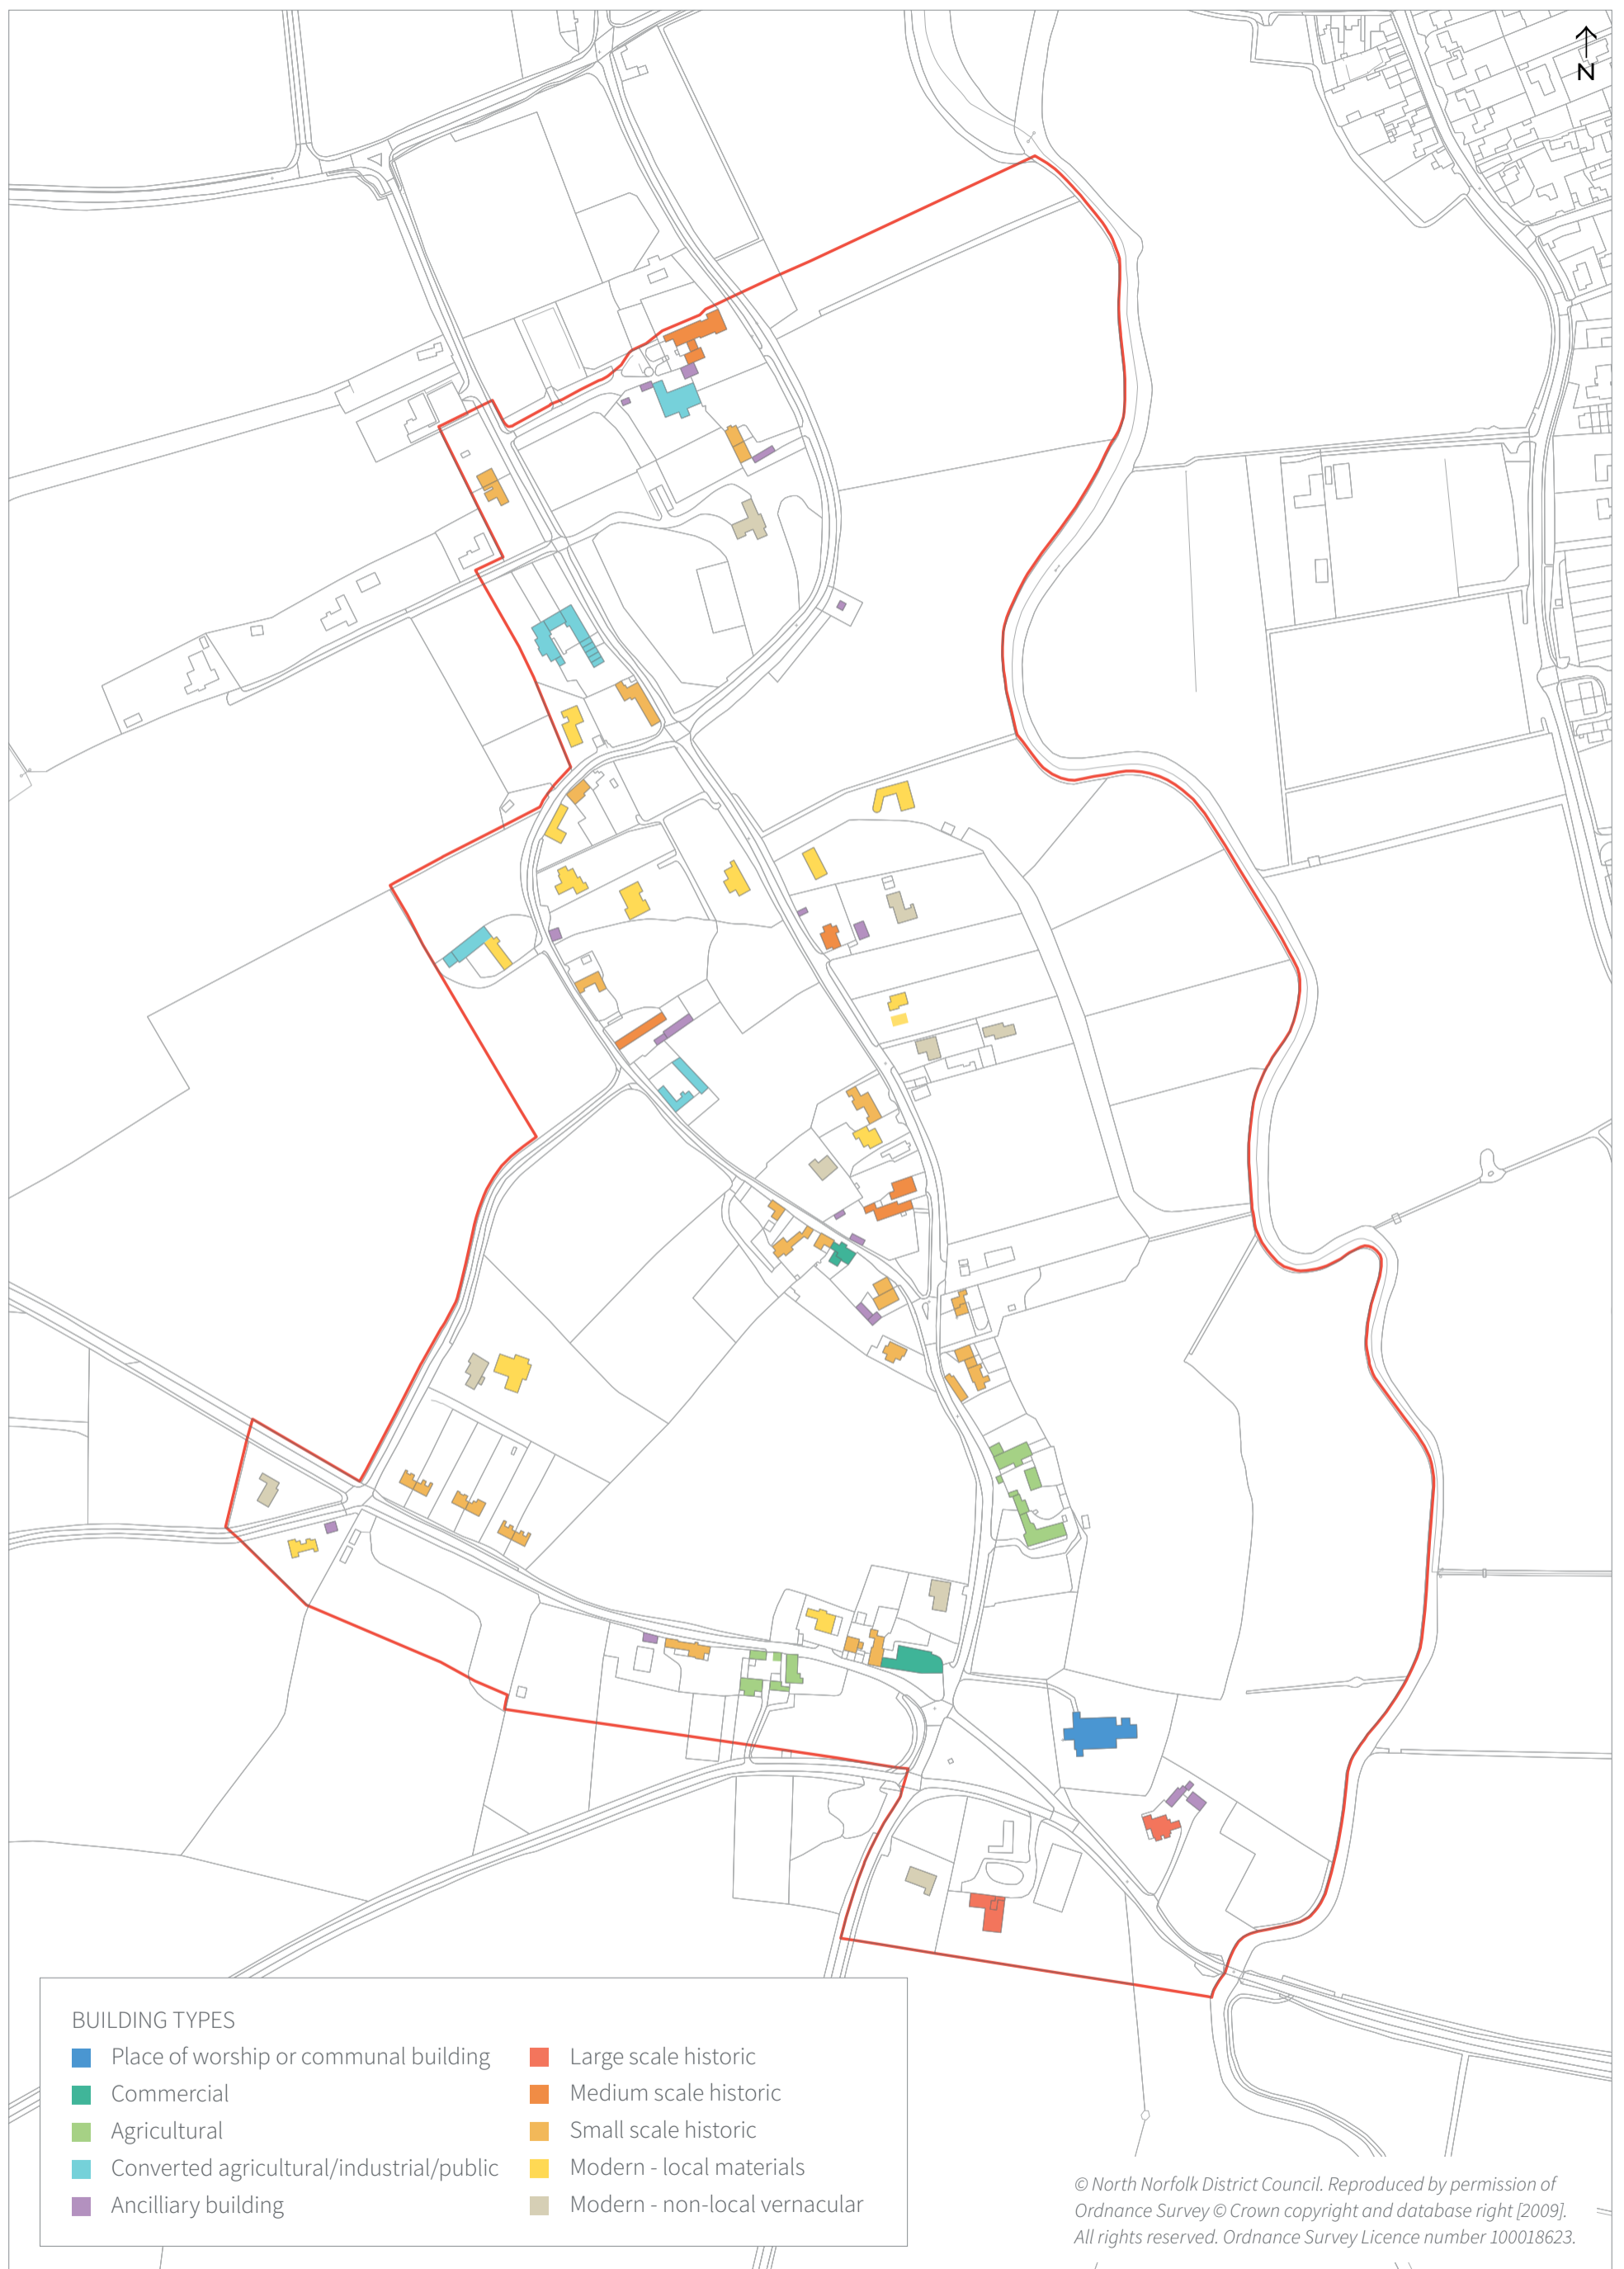 N
BUILDING TYPES
Place of worship or communal building
Commercial
Agricultural
Converted agricultural/industrial/public
Ancilliary building
Large scale historic
Medium scale historic
Small scale historic
Modern - local materials
Modern - non-local vernacular
© North Norfolk District Council. Reproduced by permission of
Ordnance Survey © Crown copyright and database right [2009].
All rights reserved. Ordnance Survey Licence number 100018623.